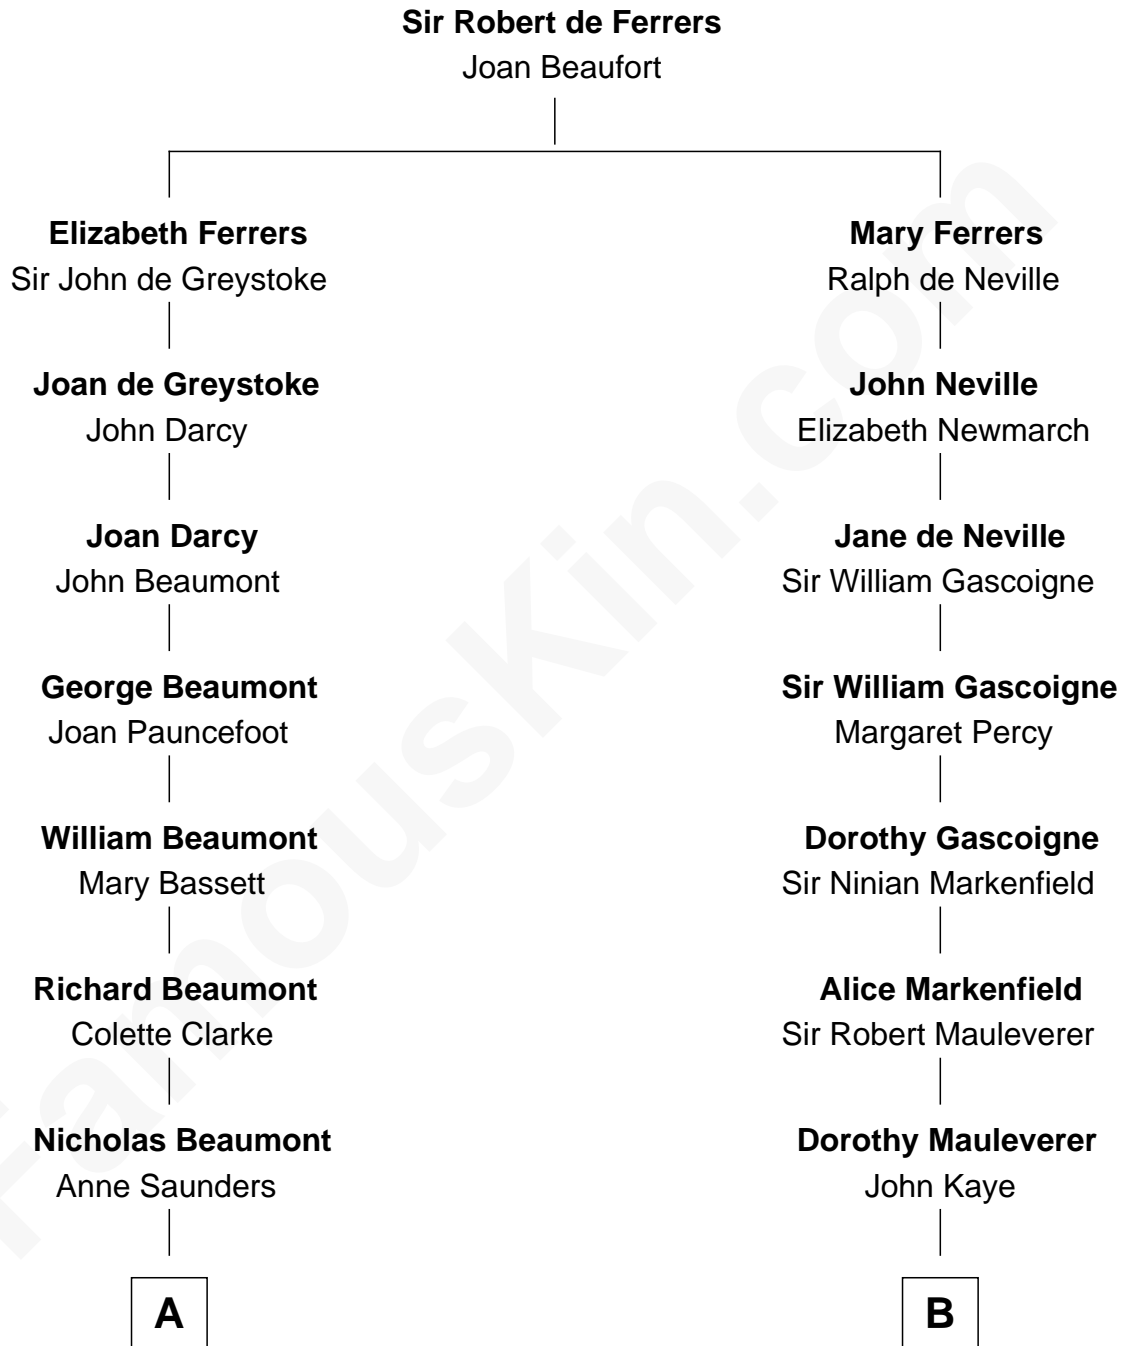 Sir Robert de Ferrers
Joan Beaufort
Elizabeth Ferrers
Sir John de Greystoke
Mary Ferrers
Ralph de Neville
Joan de Greystoke
John Darcy
John Neville
Elizabeth Newmarch
Joan Darcy
John Beaumont
Jane de Neville
Sir William Gascoigne
George Beaumont
Joan Pauncefoot
Sir William Gascoigne
Margaret Percy
William Beaumont
Mary Bassett
Dorothy Gascoigne
Sir Ninian Markenfield
Richard Beaumont
Colette Clarke
Alice Markenfield
Sir Robert Mauleverer
Nicholas Beaumont
Anne Saunders
Dorothy Mauleverer
John Kaye
A
B
FamousKin.com